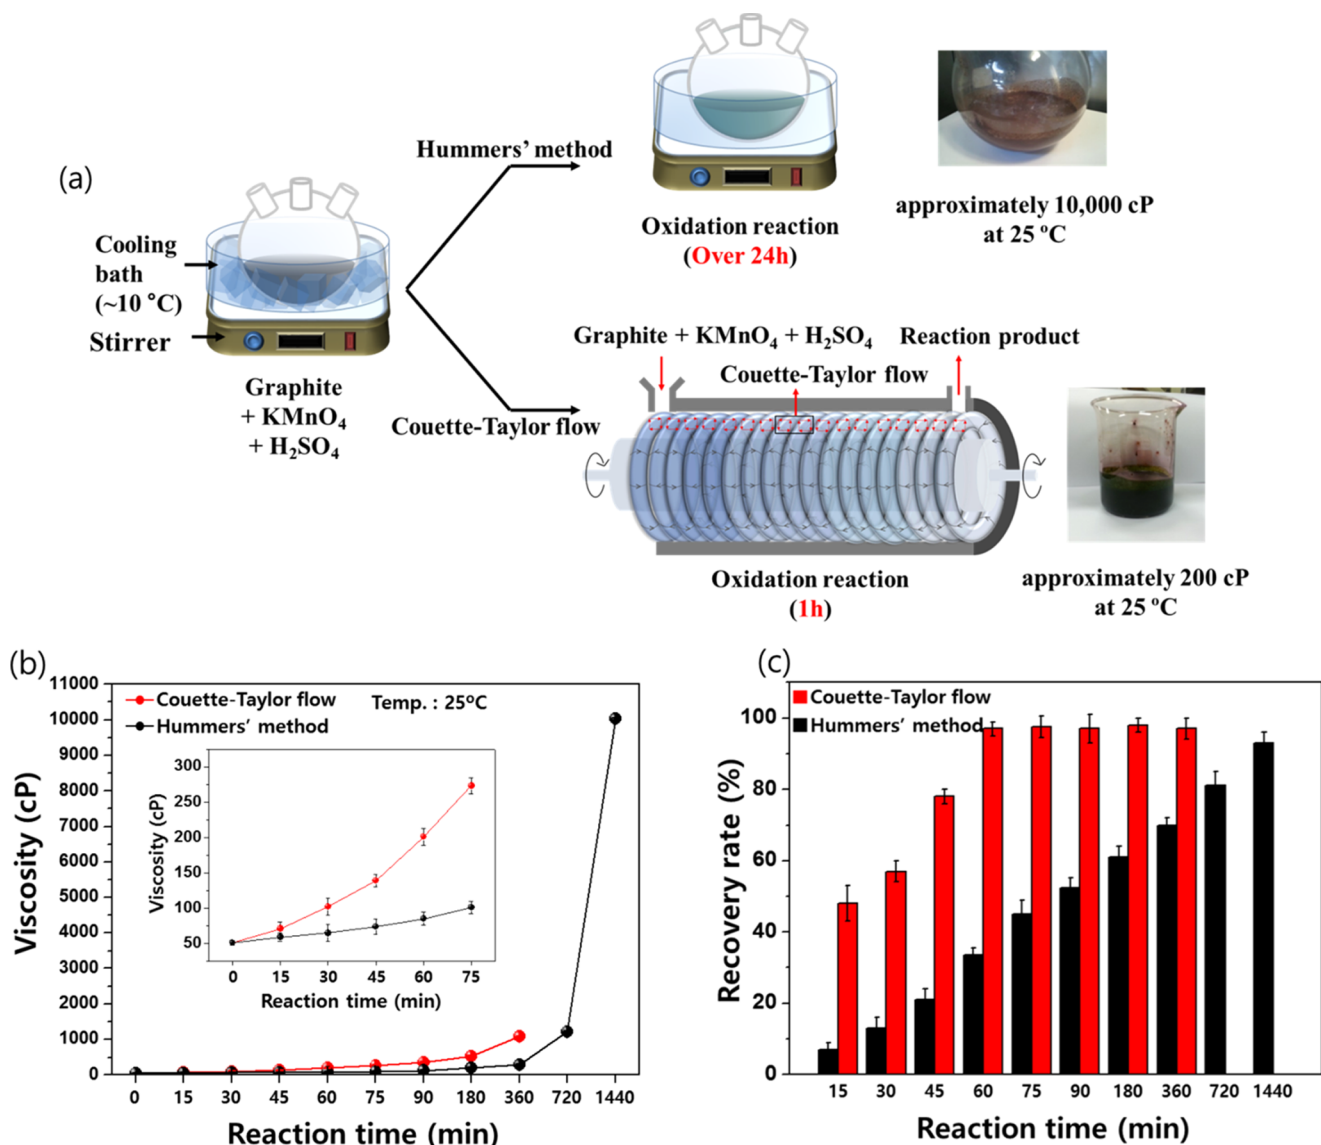 (a)
Hummers' method
Cooling
bath
(~10 °C)
Stirrer
Graphite
+ KMnO₄
+ H₂SO₄
Oxidation reaction
(Over 24h)
approximately 10,000 cP
at 25 °C
Couette-Taylor flow
Graphite + KMnO₄ + H₂SO₄
Reaction product
Couette-Taylor flow
Oxidation reaction
(1h)
approximately 200 cP
at 25 °C
(b)
Couette-Taylor flow
Hummers' method
Temp. : 25°C
Viscosity (cP)
11000
10000
9000
8000
7000
6000
5000
4000
3000
2000
1000
0
0 15 30 45 60 75 90 180 360 720 1440
Reaction time (min)
Viscosity (cP)
300
250
200
150
100
50
0 15 30 45 60 75
Reaction time (min)
(c)
Couette-Taylor flow
Hummers' method
Recovery rate (%)
100
80
60
40
20
0
15 30 45 60 75 90 180 360 720 1440
Reaction time (min)